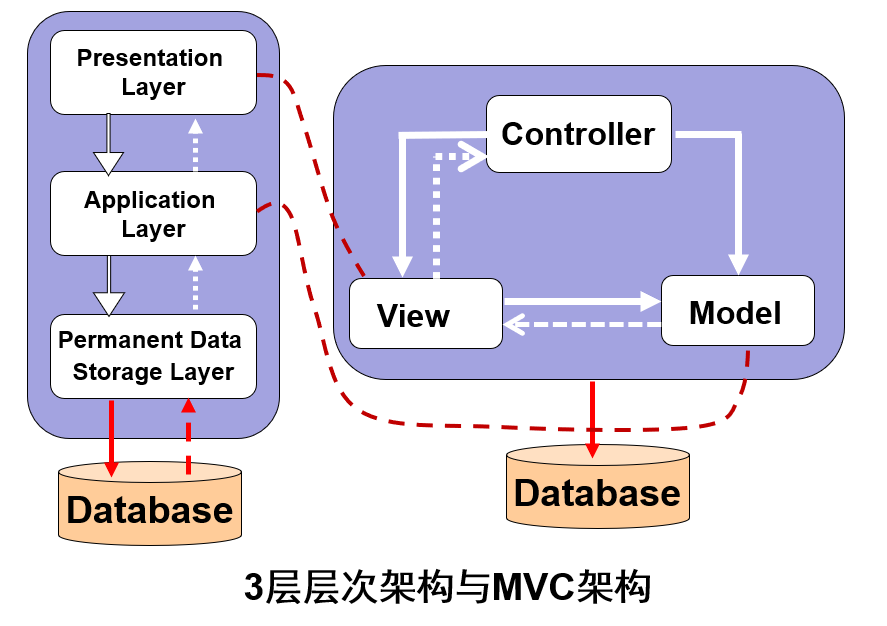 Presentation
Layer
Application
Layer
Permanent Data
Storage Layer
Database
Controller
View
Model
Database
3层层次架构与MVC架构